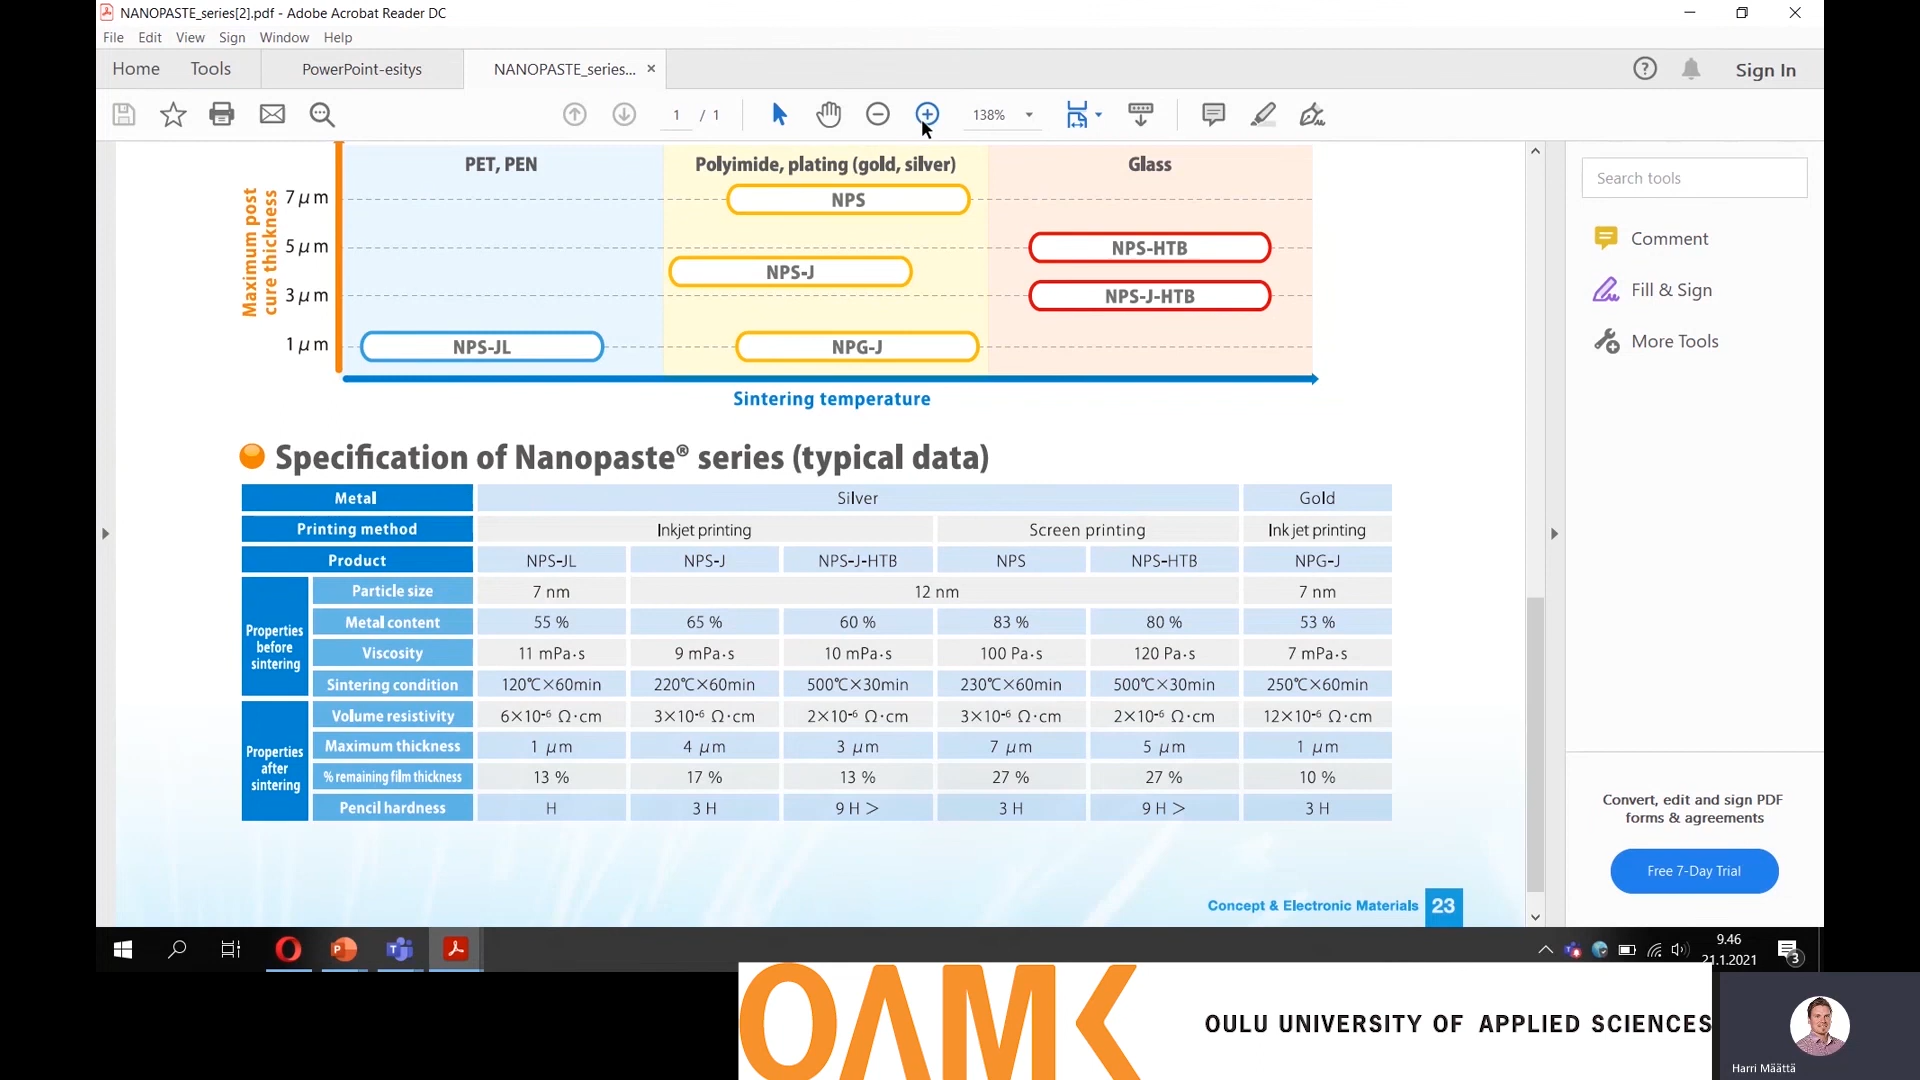 NANOPASTE_series[2].pdf - Adobe Acrobat Reader DC
File Edit View Sign Window Help
Home Tools PowerPoint-esitys NANOPASTE_series... × Sign In
1 / 1 138%
PET, PEN Polyimide, plating (gold, silver) Glass
Maximum post
cure thickness
7 μm NPS
5 μm NPS-HTB
NPS-J
3 μm NPS-J-HTB
1 μm NPS-JL NPG-J
Sintering temperature
Specification of Nanopaste® series (typical data)
Metal Silver Gold
Printing method Inkjet printing Screen printing Ink jet printing
Product NPS-JL NPS-J NPS-J-HTB NPS NPS-HTB NPG-J
Properties
before
sintering
Particle size 7 nm 12 nm 7 nm
Metal content 55 % 65 % 60 % 83 % 80 % 53 %
Viscosity 11 mPa·s 9 mPa·s 10 mPa·s 100 Pa·s 120 Pa·s 7 mPa·s
Sintering condition 120℃×60min 220℃×60min 500℃×30min 230℃×60min 500℃×30min 250℃×60min
Properties
after
sintering
Volume resistivity 6×10⁻⁶ Ω·cm 3×10⁻⁶ Ω·cm 2×10⁻⁶ Ω·cm 3×10⁻⁶ Ω·cm 2×10⁻⁶ Ω·cm 12×10⁻⁶ Ω·cm
Maximum thickness 1 μm 4 μm 3 μm 7 μm 5 μm 1 μm
% remaining film thickness 13 % 17 % 13 % 27 % 27 % 10 %
Pencil hardness H 3 H 9 H > 3 H 9 H > 3 H
Concept & Electronic Materials 23
Search tools
Comment
Fill & Sign
More Tools
Convert, edit and sign PDF
forms & agreements
Free 7-Day Trial
9.46
21.1.2021
3
OAMK
OULU UNIVERSITY OF APPLIED SCIENCES
Harri Määttä